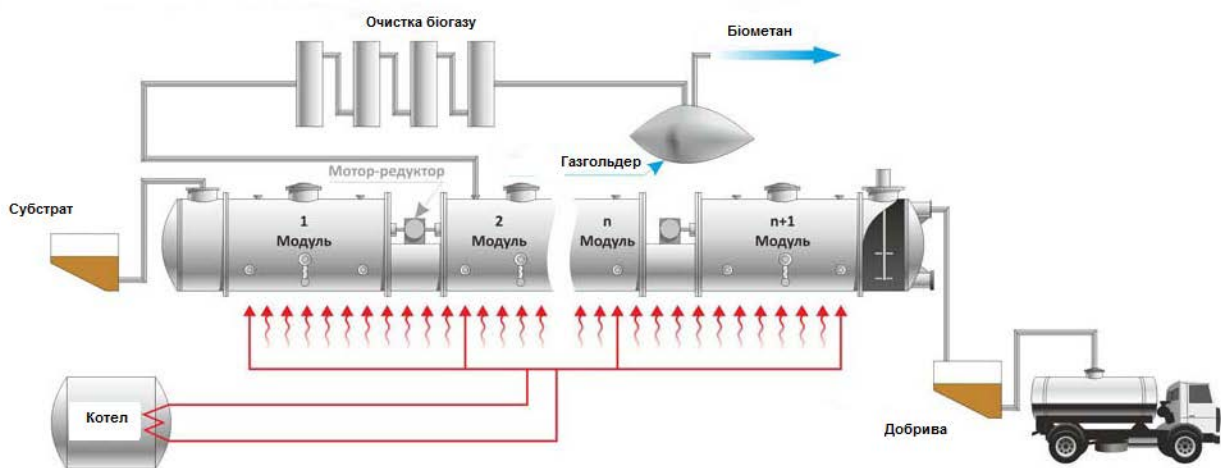 Очистка біогазу
Біометан
Газгольдер
Мотор-редуктор
Субстрат
1
Модуль
2
Модуль
n
Модуль
n+1
Модуль
Котел
Добрива